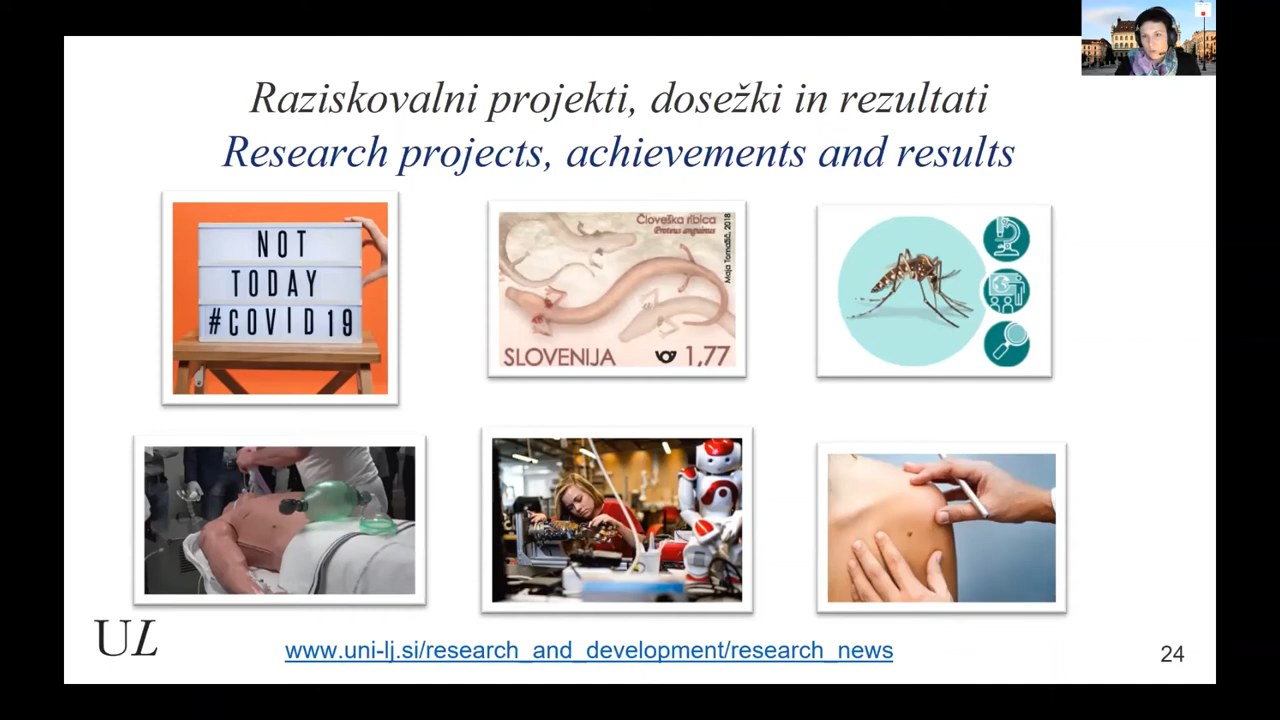 Raziskovalni projekti, dosežki in rezultati
Research projects, achievements and results
NOT
TODAY
#COVID19
Človeška ribica
Proteus anguinus
Maja Tomažič, 2018
SLOVENIJA 1,77
UL
www.uni-lj.si/research_and_development/research_news
24